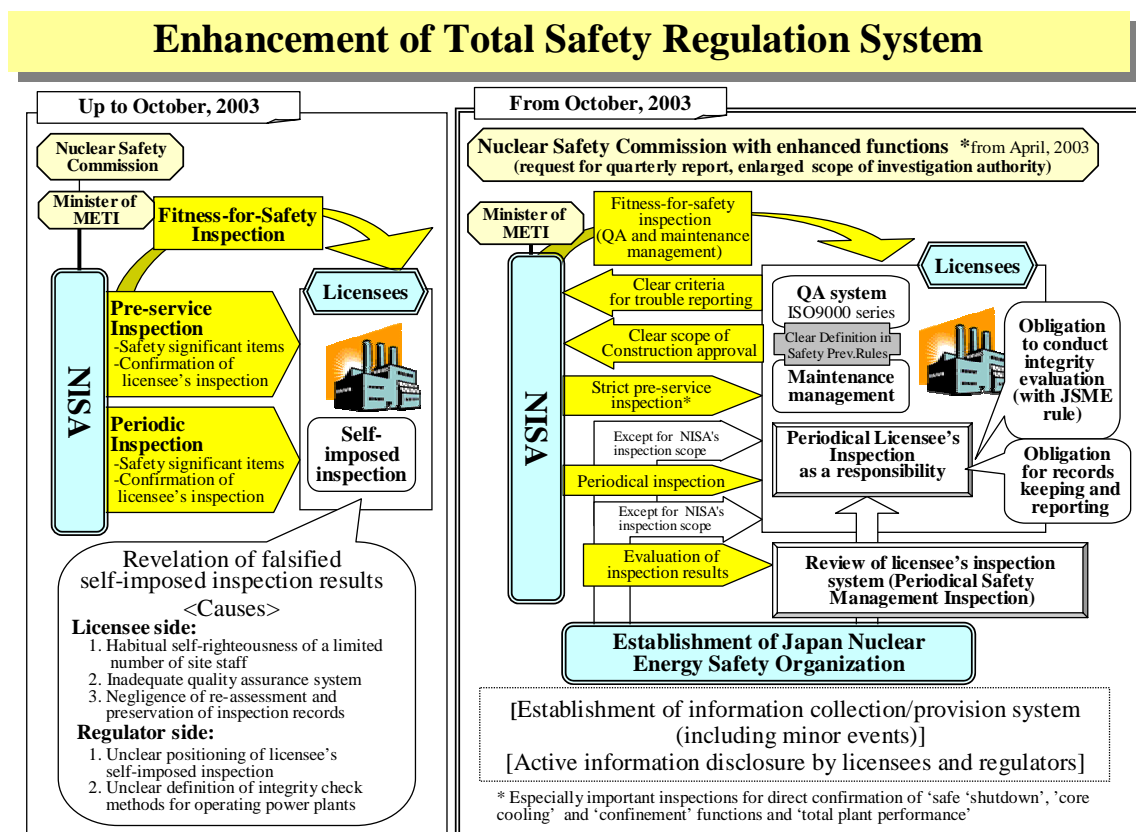 Enhancement of Total Safety Regulation System
Up to October, 2003
Nuclear Safety
Commission
Minister of
METI
Fitness-for-Safety
Inspection
NISA
Licensees
Pre-service
Inspection
-Safety significant items
-Confirmation of
licensee's inspection
Periodic
Inspection
-Safety significant items
-Confirmation of
licensee's inspection
Self-
imposed
inspection
Revelation of falsified
self-imposed inspection results
<Causes>
Licensee side:
1. Habitual self-righteousness of a limited
number of site staff
2. Inadequate quality assurance system
3. Negligence of re-assessment and
preservation of inspection records
Regulator side:
1. Unclear positioning of licensee's
self-imposed inspection
2. Unclear definition of integrity check
methods for operating power plants
From October, 2003
Nuclear Safety Commission with enhanced functions *from April, 2003
(request for quarterly report, enlarged scope of investigation authority)
Minister of
METI
Fitness-for-safety
inspection
(QA and maintenance
management)
NISA
Licensees
Clear criteria
for trouble reporting
Clear scope of
Construction approval
Strict pre-service
inspection*
Except for NISA's
inspection scope
Periodical inspection
Except for NISA's
inspection scope
Evaluation of
inspection results
QA system
ISO9000 series
Clear Definition in
Safety Prev.Rules
Maintenance
management
Obligation
to conduct
integrity
evaluation
(with JSME
rule)
Periodical Licensee's
Inspection
as a responsibility
Obligation
for records
keeping and
reporting
Review of licensee's inspection
system (Periodical Safety
Management Inspection)
Establishment of Japan Nuclear
Energy Safety Organization
[Establishment of information collection/provision system
(including minor events)]
[Active information disclosure by licensees and regulators]
* Especially important inspections for direct confirmation of 'safe 'shutdown', 'core
cooling' and 'confinement' functions and 'total plant performance'